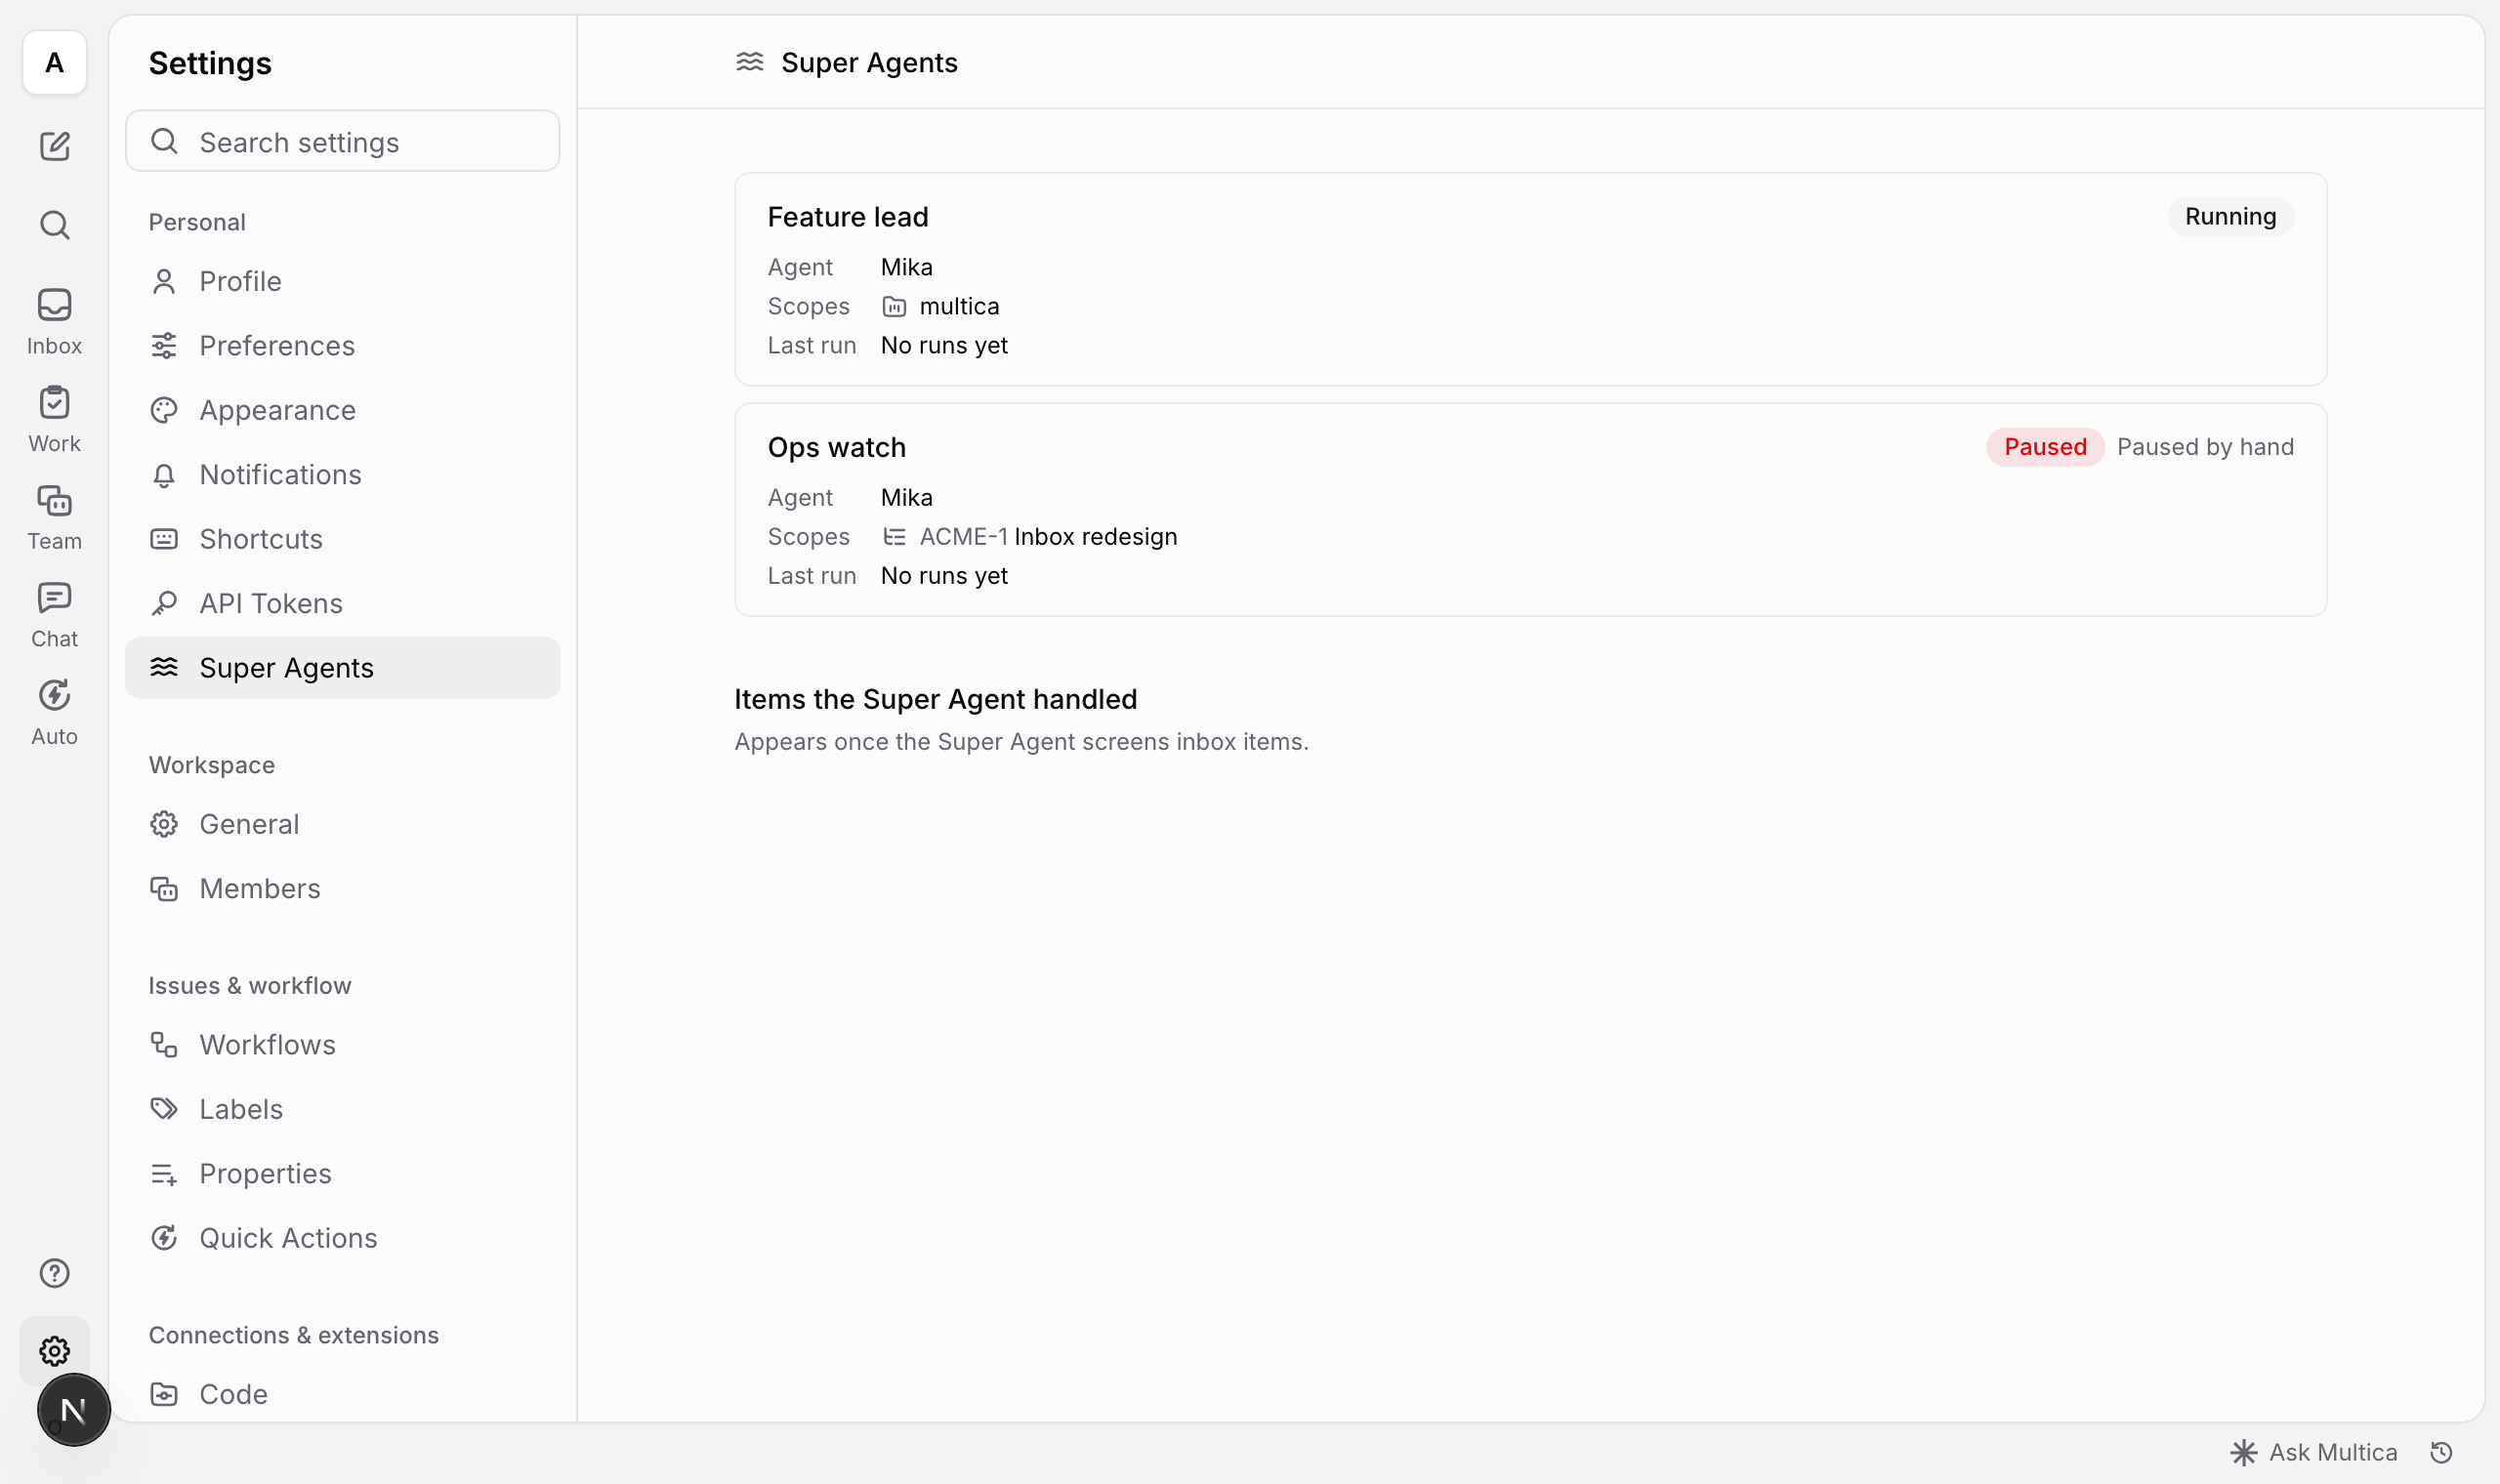 A
Settings
Search settings
Personal
Profile
Preferences
Appearance
Notifications
Shortcuts
API Tokens
Super Agents
Workspace
General
Members
Issues & workflow
Workflows
Labels
Properties
Quick Actions
Connections & extensions
Code
Inbox
Work
Team
Chat
Auto
N
Super Agents
Feature lead
Running
Agent Mika
Scopes multica
Last run No runs yet
Ops watch
Paused Paused by hand
Agent Mika
Scopes ACME-1 Inbox redesign
Last run No runs yet
Items the Super Agent handled
Appears once the Super Agent screens inbox items.
Ask Multica